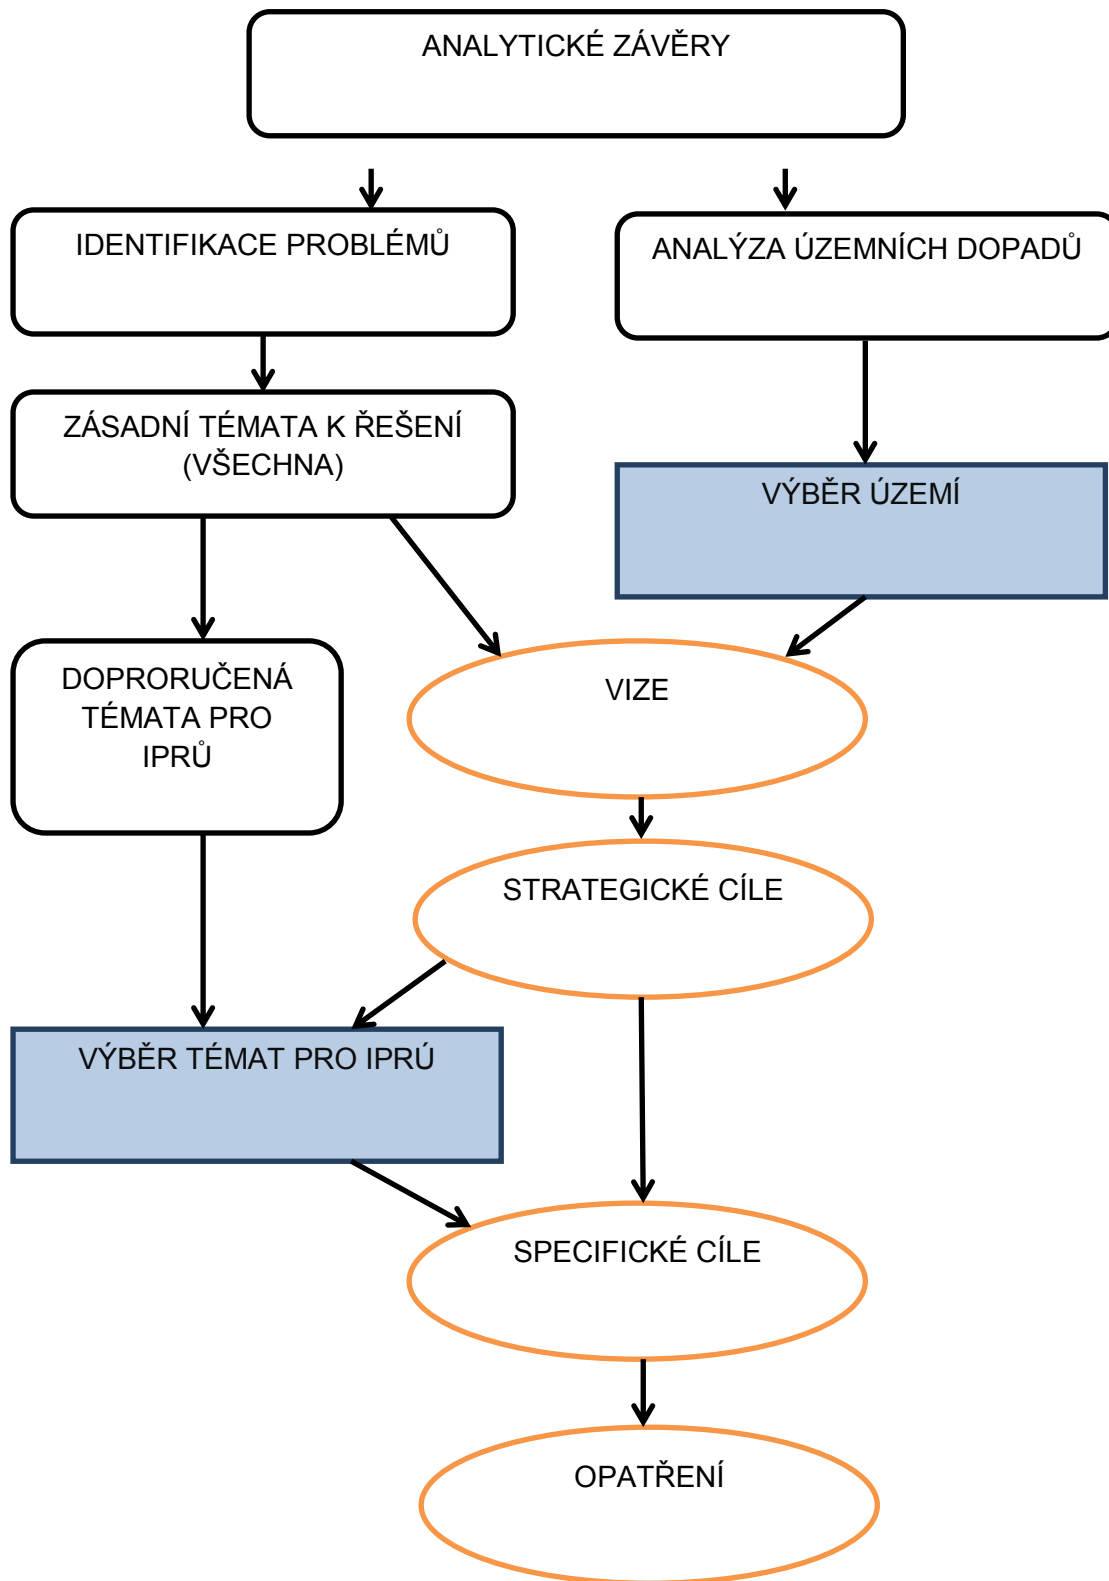 ANALYTICKÉ ZÁVĚRY
IDENTIFIKACE PROBLÉMŮ
ANALÝZA ÚZEMNÍCH DOPADŮ
ZÁSADNÍ TÉMATA K ŘEŠENÍ
(VŠECHNA)
VÝBĚR ÚZEMÍ
DOPRORUČENÁ
TÉMATA PRO
IPRŮ
VIZE
STRATEGICKÉ CÍLE
VÝBĚR TÉMAT PRO IPRÚ
SPECIFICKÉ CÍLE
OPATŘENÍ